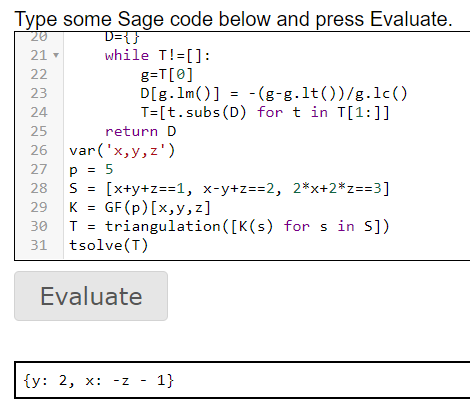 Type some Sage code below and press Evaluate.
20 D={}
21 while T!=[]:
22 g=T[0]
23 D[g.lm()] = -(g-g.lt())/g.lc()
24 T=[t.subs(D) for t in T[1:]]
25 return D
26 var('x,y,z')
27 p = 5
28 S = [x+y+z==1, x-y+z==2, 2*x+2*z==3]
29 K = GF(p)[x,y,z]
30 T = triangulation([K(s) for s in S])
31 tsolve(T)
Evaluate
{y: 2, x: -z - 1}